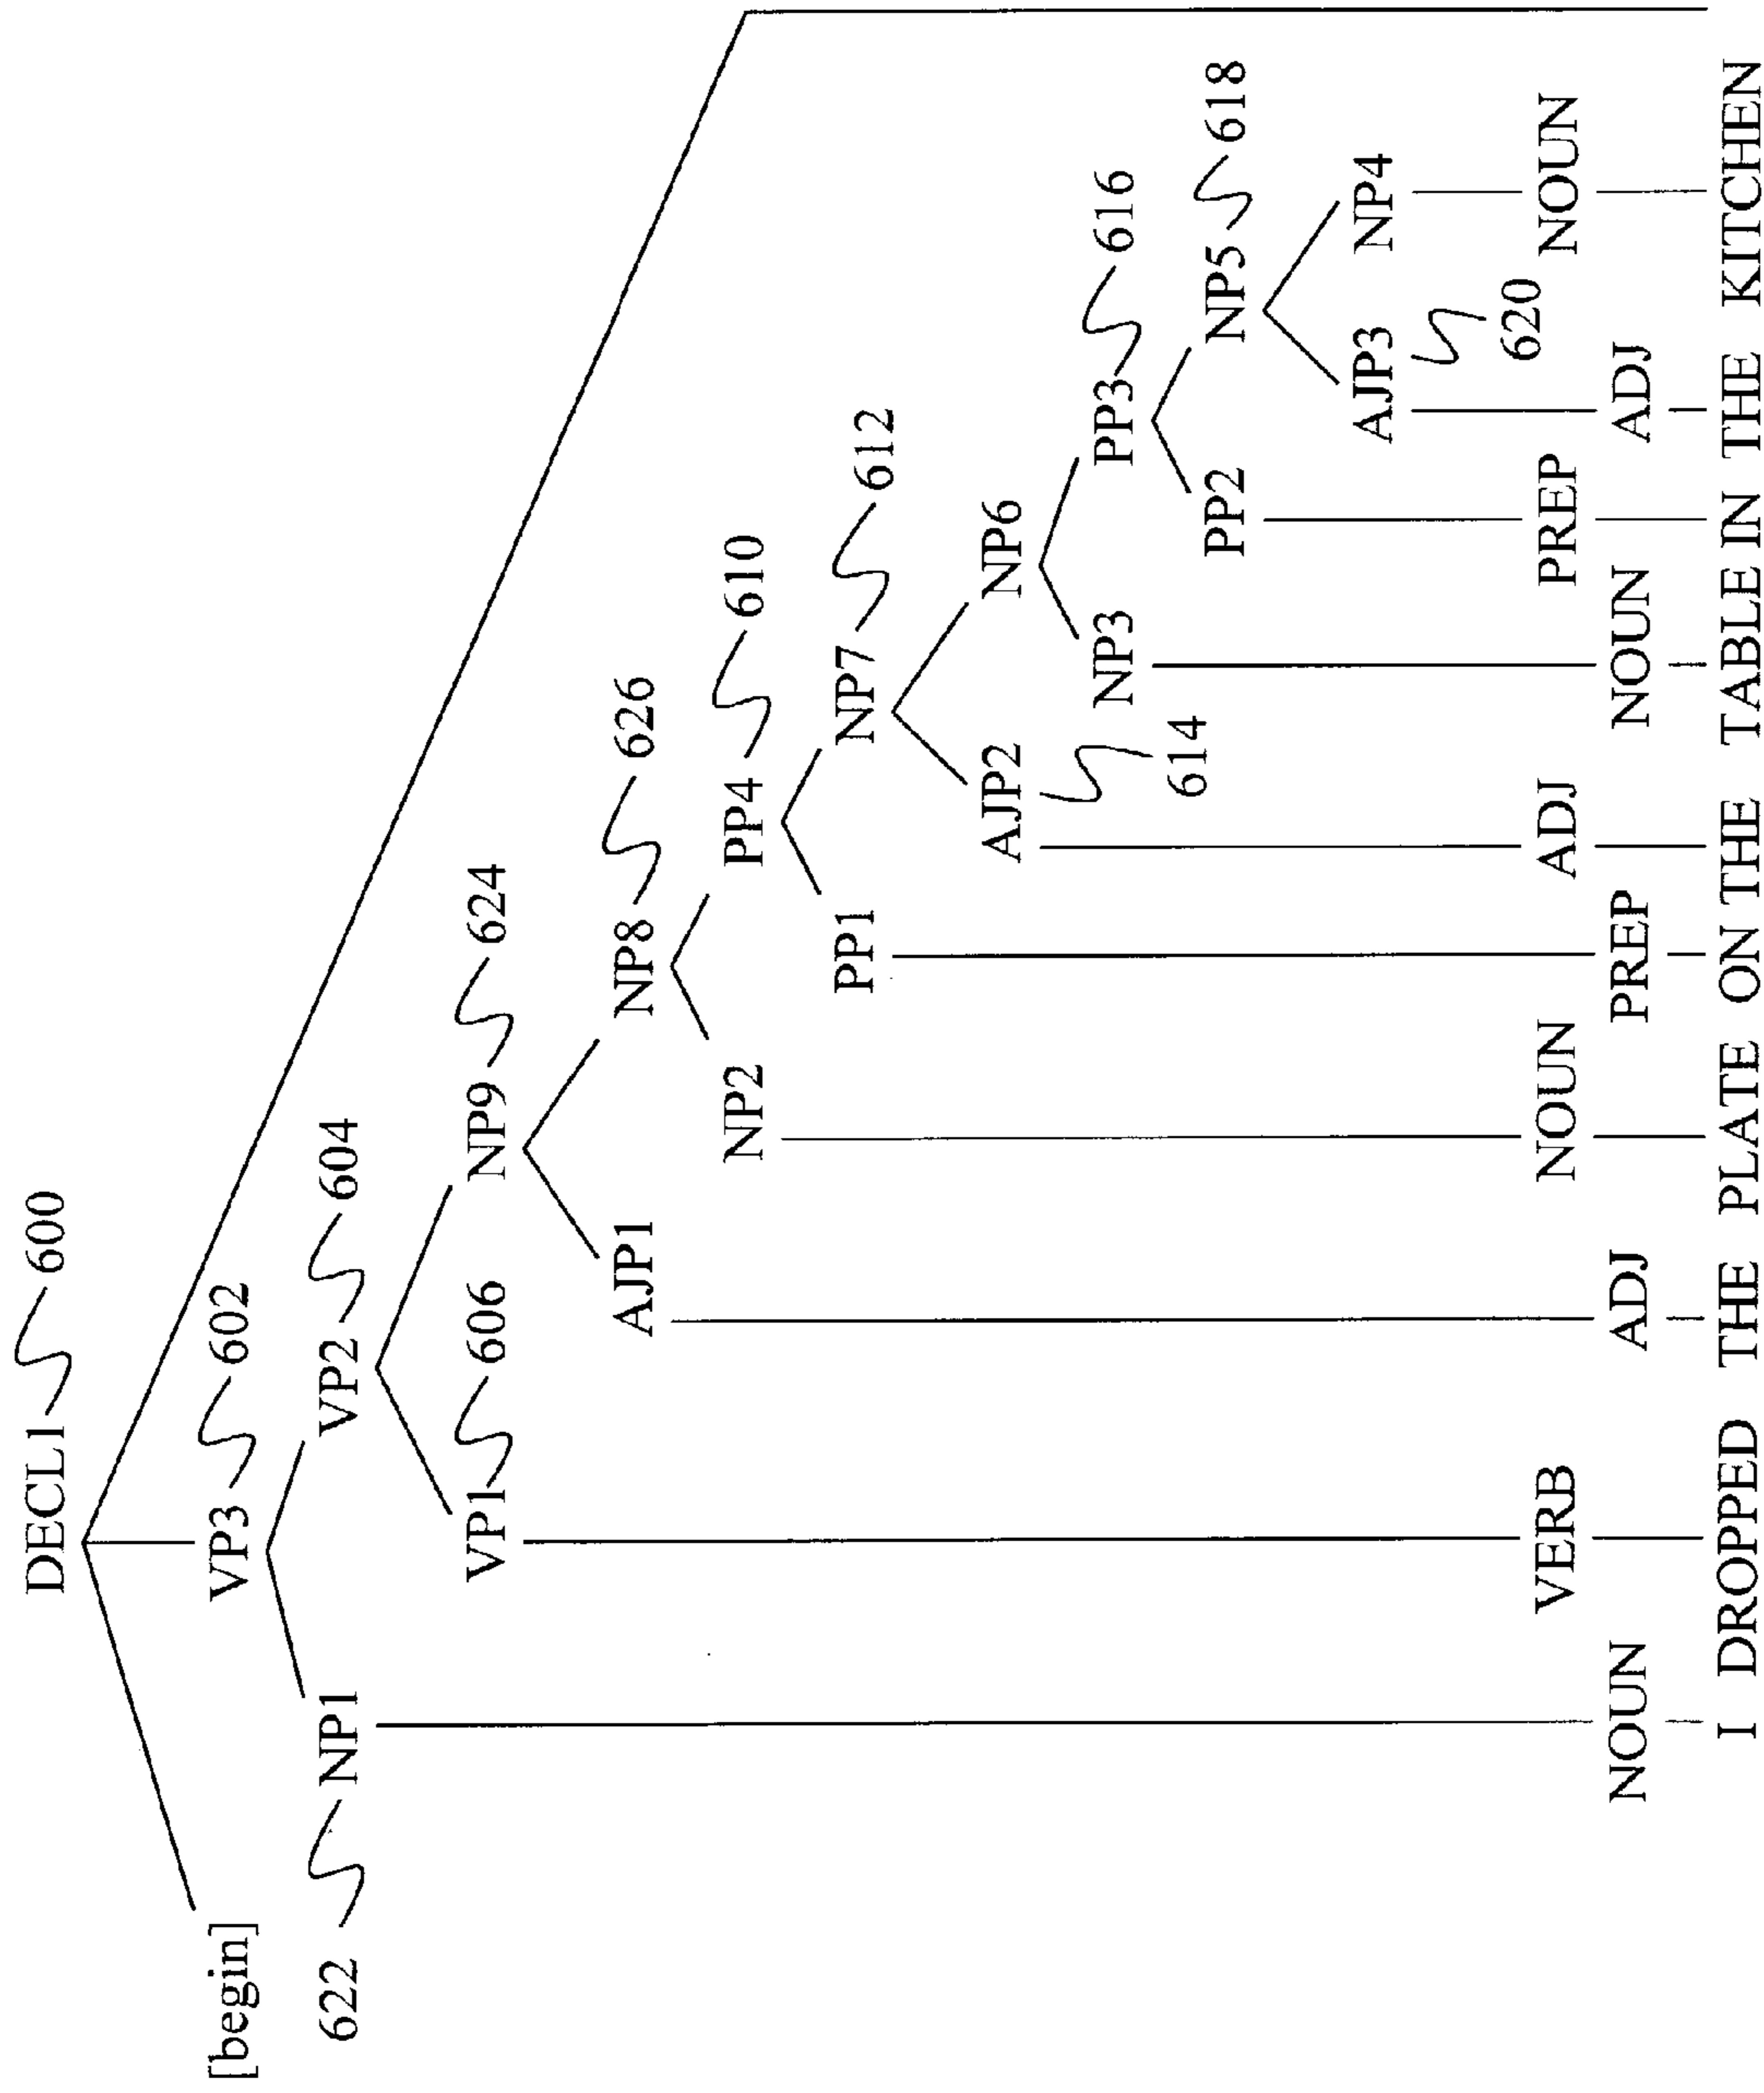 DECL1 600
[begin] VP3 602
622 NP1 VP2 604
VP1 606 NP9 624
AJP1 NP8 626
NP2 PP4 610
PP1 NP7 612
AJP2 NP6
614 NP3 PP3 616
PP2 NP5 618
AJP3 NP4
620
VERB NOUN ADJ PREP NOUN
NOUN ADJ PREP NOUN ADJ
I DROPPED THE PLATE ON THE TABLE IN THE KITCHEN